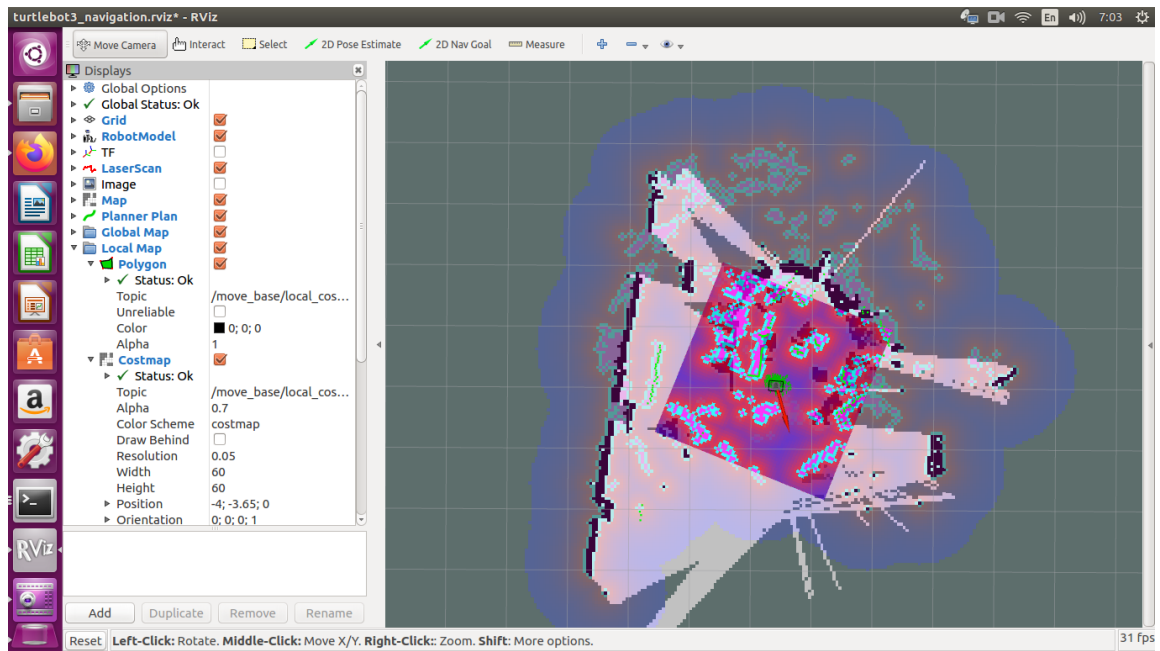 turtlebot3_navigation.rviz* - RViz
En 7:03
Move Camera Interact Select 2D Pose Estimate 2D Nav Goal Measure
Displays
Global Options
Global Status: Ok
Grid
RobotModel
TF
LaserScan
Image
Map
Planner Plan
Global Map
Local Map
Polygon
Status: Ok
Topic /move_base/local_cos...
Unreliable
Color 0; 0; 0
Alpha 1
Costmap
Status: Ok
Topic /move_base/local_cos...
Alpha 0.7
Color Scheme costmap
Draw Behind
Resolution 0.05
Width 60
Height 60
Position -4; -3.65; 0
Orientation 0; 0; 0; 1
RViz
Add Duplicate Remove Rename
Reset Left-Click: Rotate. Middle-Click: Move X/Y. Right-Click:: Zoom. Shift: More options. 31 fps